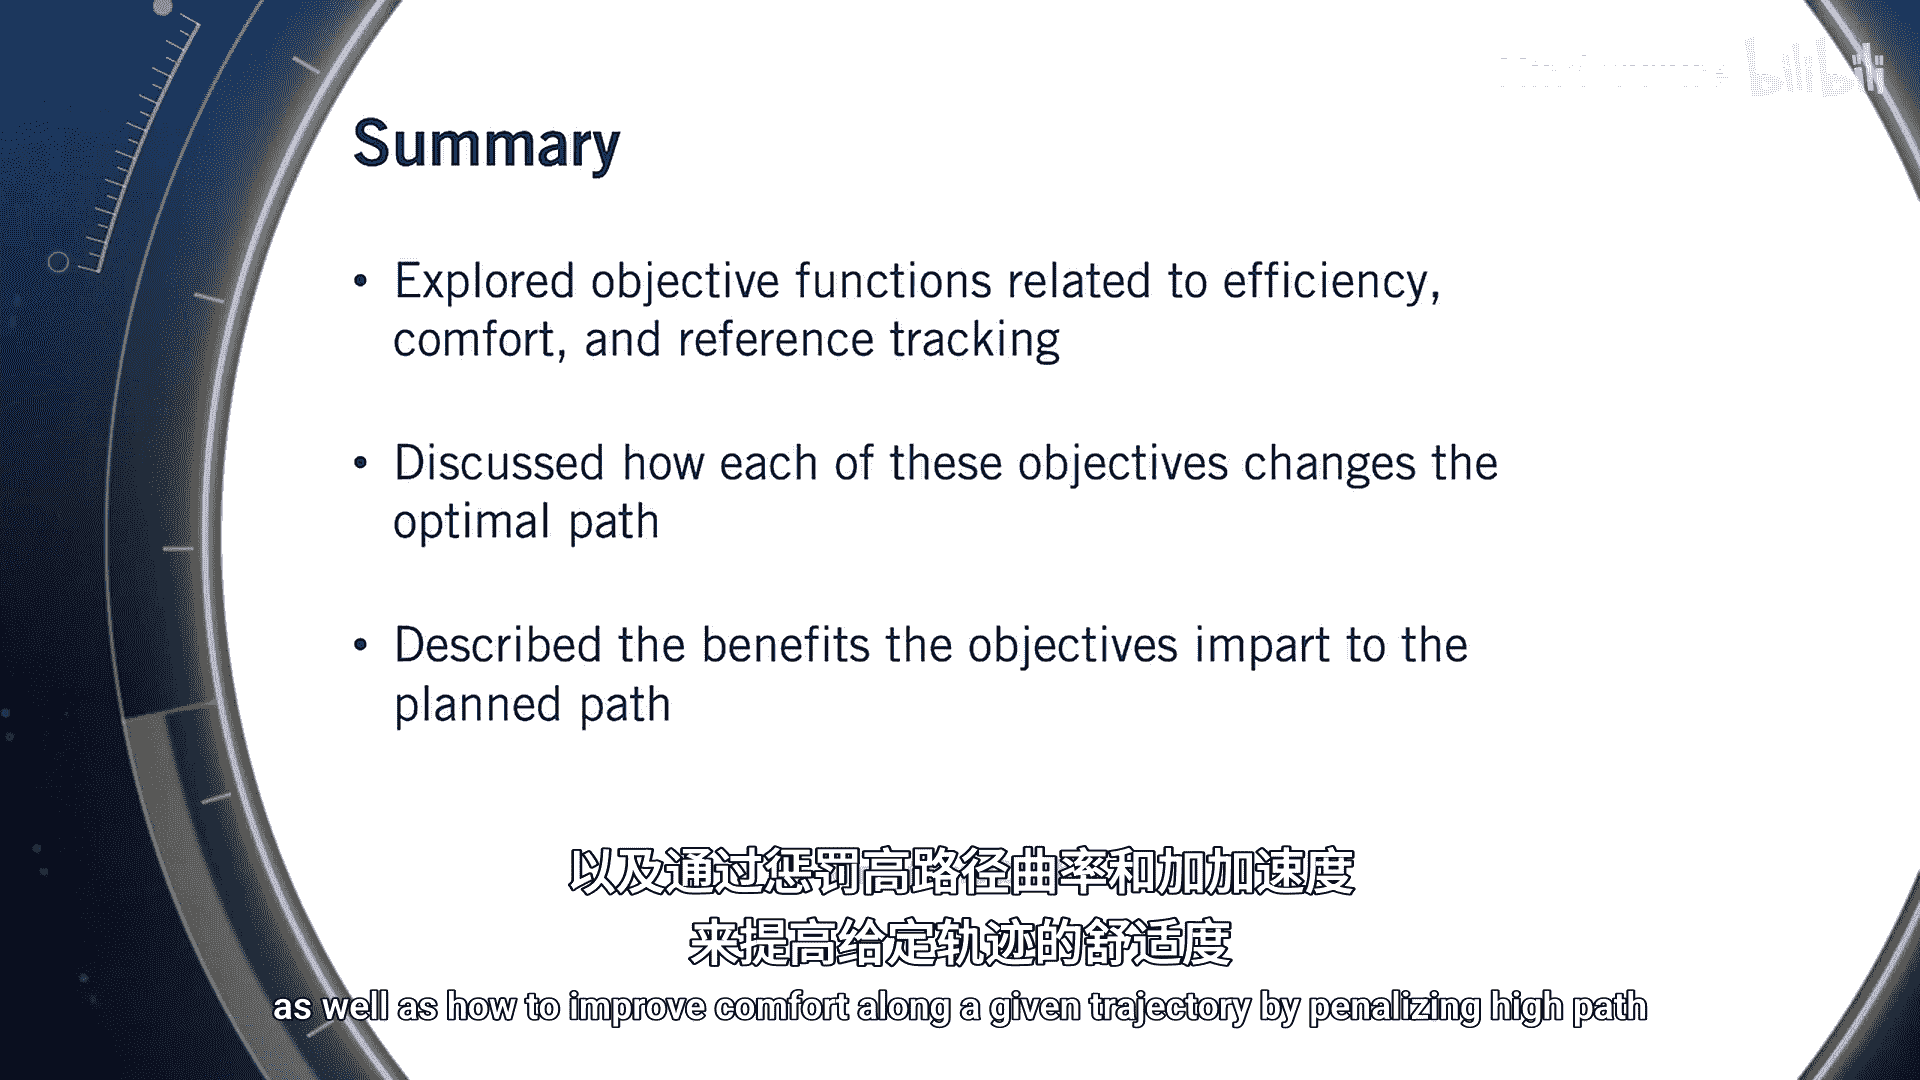 bilibili
Summary
• Explored objective functions related to efficiency,
comfort, and reference tracking
• Discussed how each of these objectives changes the
optimal path
• Described the benefits the objectives impart to the
planned path
以及通过惩罚高路径曲率和加加速度
来提高给定轨迹的舒适度
as well as how to improve comfort along a given trajectory by penalizing high path